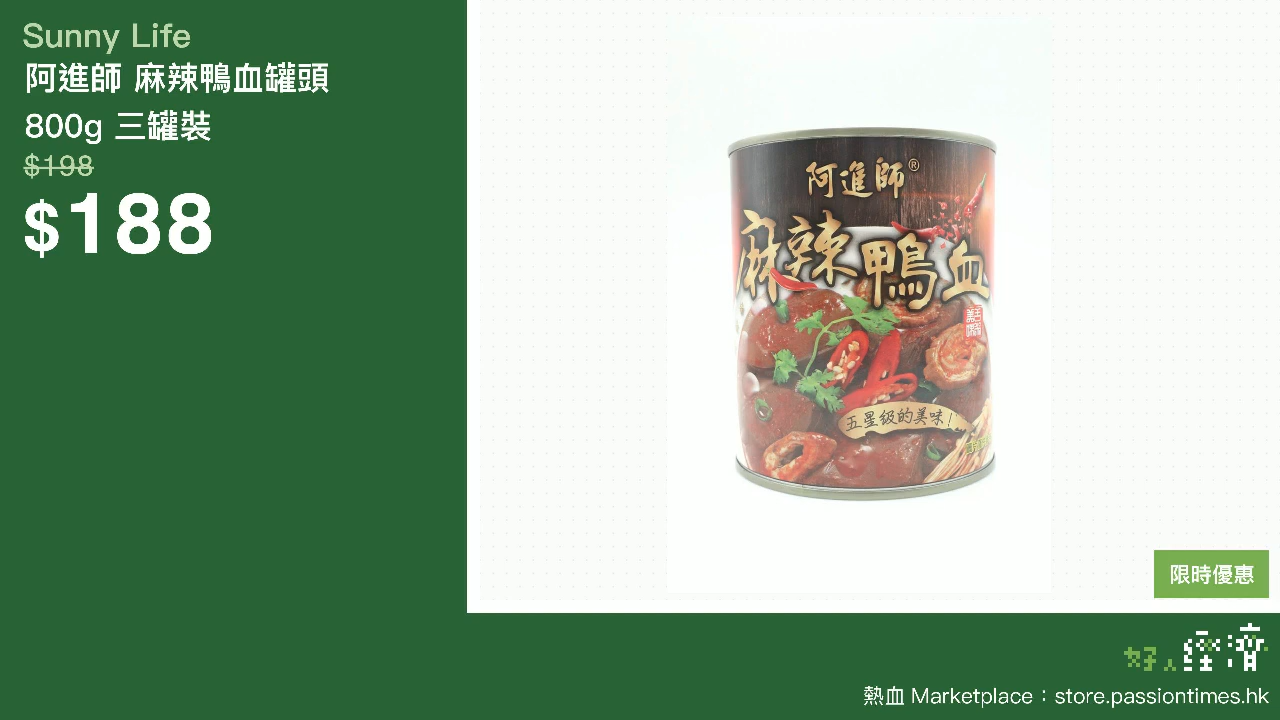 Sunny Life
阿進師 麻辣鴨血罐頭
800g 三罐裝
$198
$188
阿進師®
麻辣鴨血
五星級的美味!
限時優惠
好人經濟
熱血 Marketplace：store.passiontimes.hk